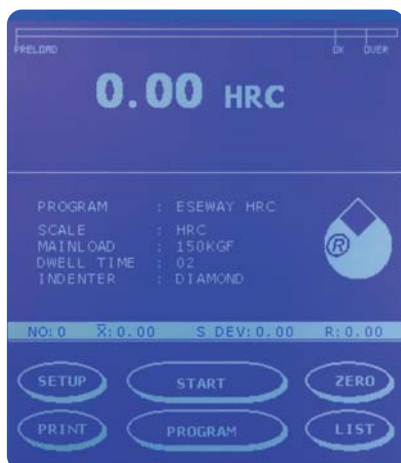 PRELOAD OK OVER
0.00 HRC
PROGRAM : ESEWAY HRC
SCALE : HRC
MAINLOAD : 150KGF
DWELL TIME : 02
INDENTER : DIAMOND
®
NO:0 X̅:0.00 S DEV:0.00 R:0.00
SETUP START ZERO
PRINT PROGRAM LIST